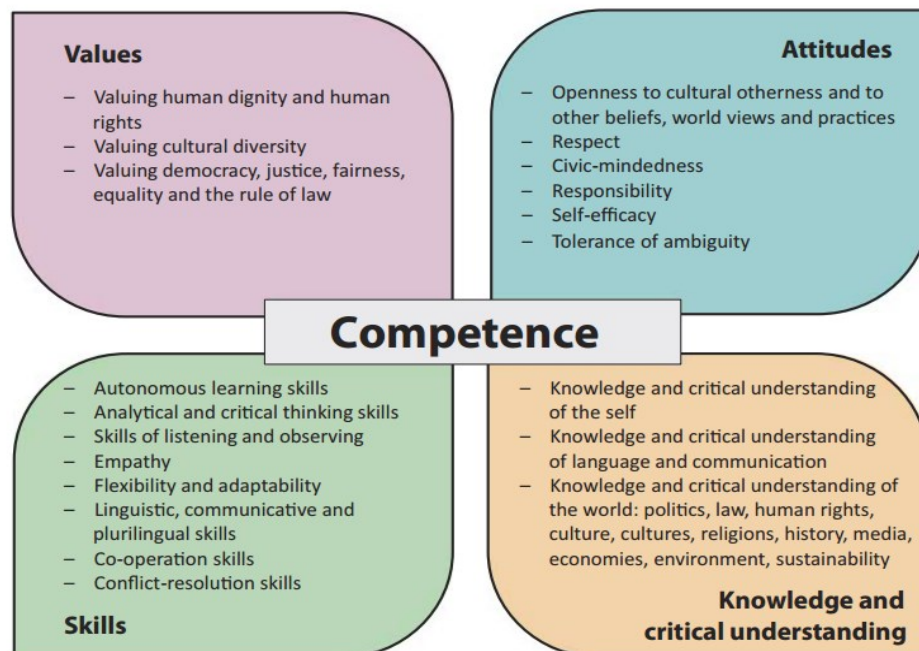 Values
– Valuing human dignity and human
rights
– Valuing cultural diversity
– Valuing democracy, justice, fairness,
equality and the rule of law
Attitudes
– Openness to cultural otherness and to
other beliefs, world views and practices
– Respect
– Civic-mindedness
– Responsibility
– Self-efficacy
– Tolerance of ambiguity
Competence
– Autonomous learning skills
– Analytical and critical thinking skills
– Skills of listening and observing
– Empathy
– Flexibility and adaptability
– Linguistic, communicative and
plurilingual skills
– Co-operation skills
– Conflict-resolution skills
Skills
– Knowledge and critical understanding
of the self
– Knowledge and critical understanding
of language and communication
– Knowledge and critical understanding of
the world: politics, law, human rights,
culture, cultures, religions, history, media,
economies, environment, sustainability
Knowledge and
critical understanding